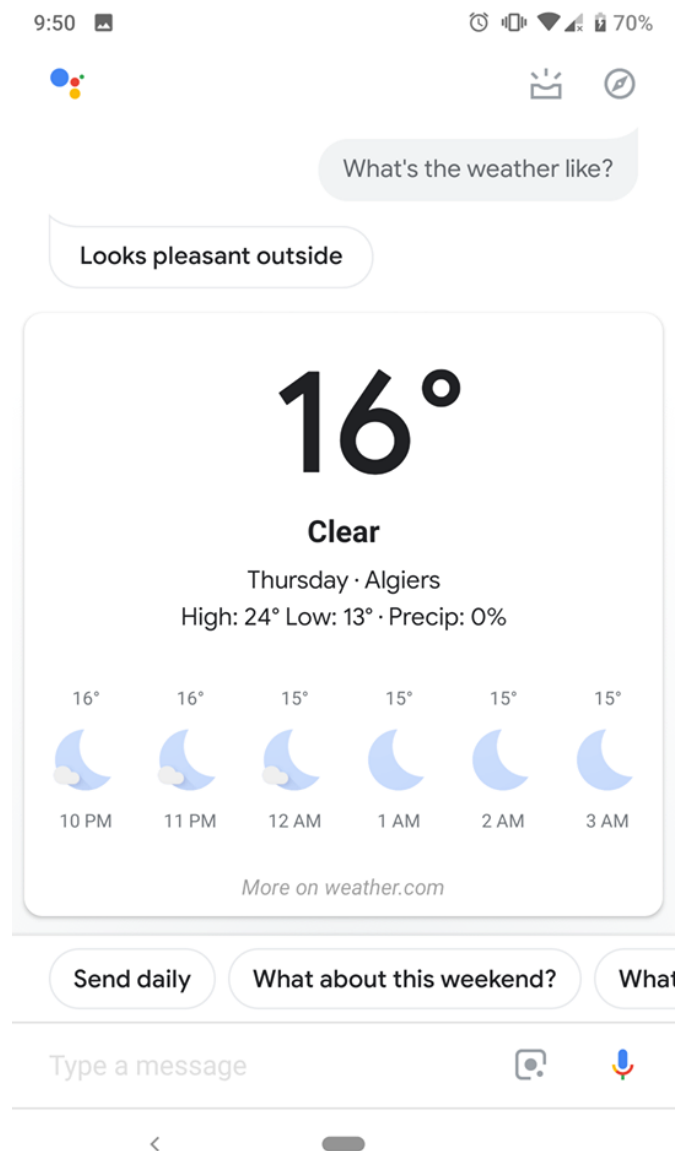 9:50 70%
What's the weather like?
Looks pleasant outside
16°
Clear
Thursday · Algiers
High: 24° Low: 13° · Precip: 0%
16° 16° 15° 15° 15° 15°
10 PM 11 PM 12 AM 1 AM 2 AM 3 AM
More on weather.com
Send daily What about this weekend? What
Type a message